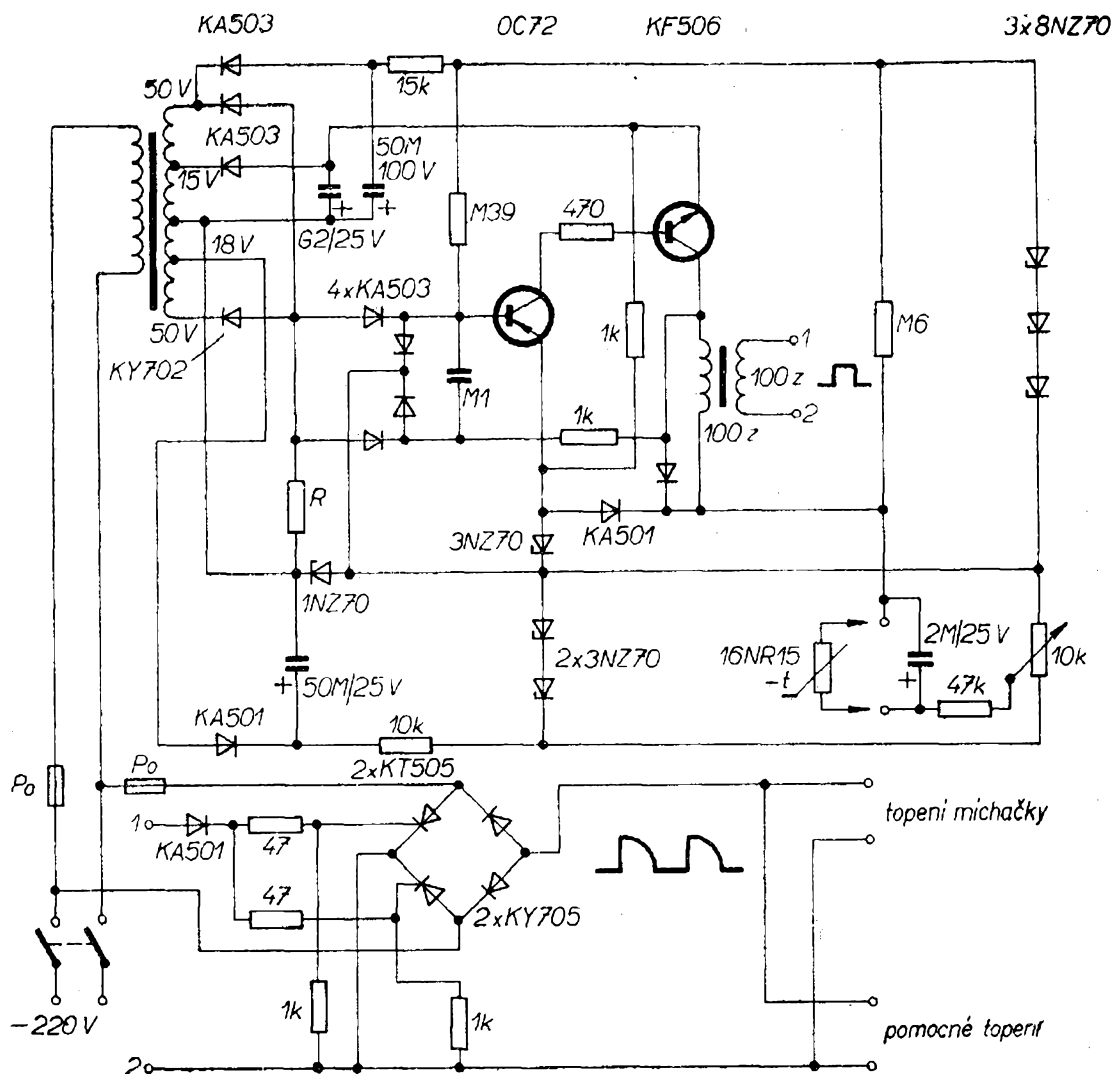 KA503 OC72 KF506 3x8NZ70
50V 15k
KA503
15V 50M
100V
G2/25V M39 470
18V
4xKA503
1k M6
50V
KY702 M1 1
100z
2
1k 100z
R
KA501
3NZ70
1NZ70
2M/25V
2x3NZ70 16NR15 10k
-t
+ 50M/25V + 47k
KA501 10k
2xKT505
Po Po
1 KA501 47 topení míchačky
47
2xKY705
1k 1k
~220V pomocné topení
2